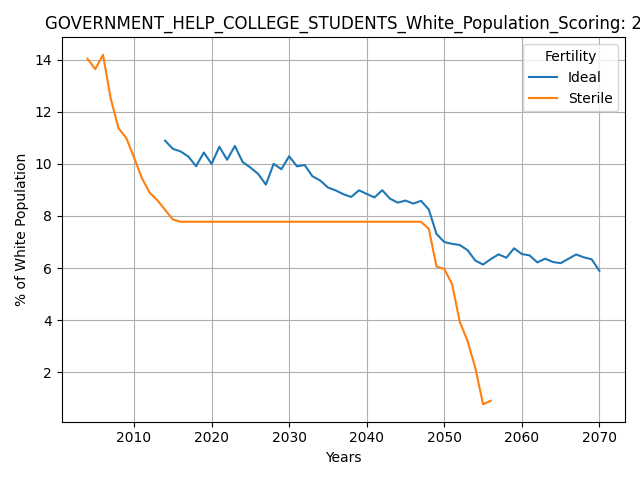 GOVERNMENT_HELP_COLLEGE_STUDENTS_White_Population_Scoring: 2
Fertility
Ideal
Sterile
14
12
10
8
6
4
2
% of White Population
2010 2020 2030 2040 2050 2060 2070
Years